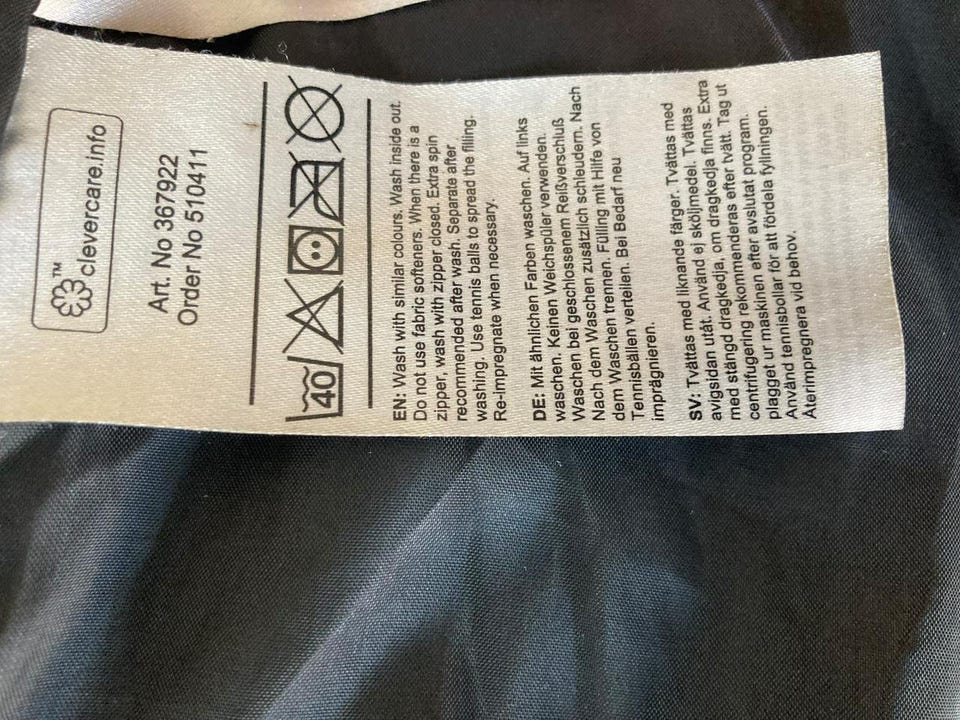 clevercare.info
TM
Art. No 367922
Order No 510411
40
EN: Wash with similar colours. Wash inside out.
Do not use fabric softeners. When there is a
zipper, wash with zipper closed. Extra spin
recommended after wash. Separate after
washing. Use tennis balls to spread the filling.
Re-impregnate when necessary.
DE: Mit ähnlichen Farben waschen. Auf links
waschen. Keinen Weichspüler verwenden.
Waschen bei geschlossenem Reißverschluß
Nach dem Waschen zusätzlich schleudern. Nach
dem Waschen trennen. Fülling mit Hilfe von
Tennisbällen verteilen. Bei Bedarf neu
imprägnieren.
SV: Tvättas med liknande färger. Tvättas med
avigsidan utåt. Använd ej sköljmedel. Tvättas
med stängd dragkedja, om dragkedja finns. Extra
centrifugering rekommenderas efter tvätt. Tag ut
plagget ur maskinen efter avslutat program.
Använd tennisbollar för att fördela fyllningen.
Återimpregnera vid behov.